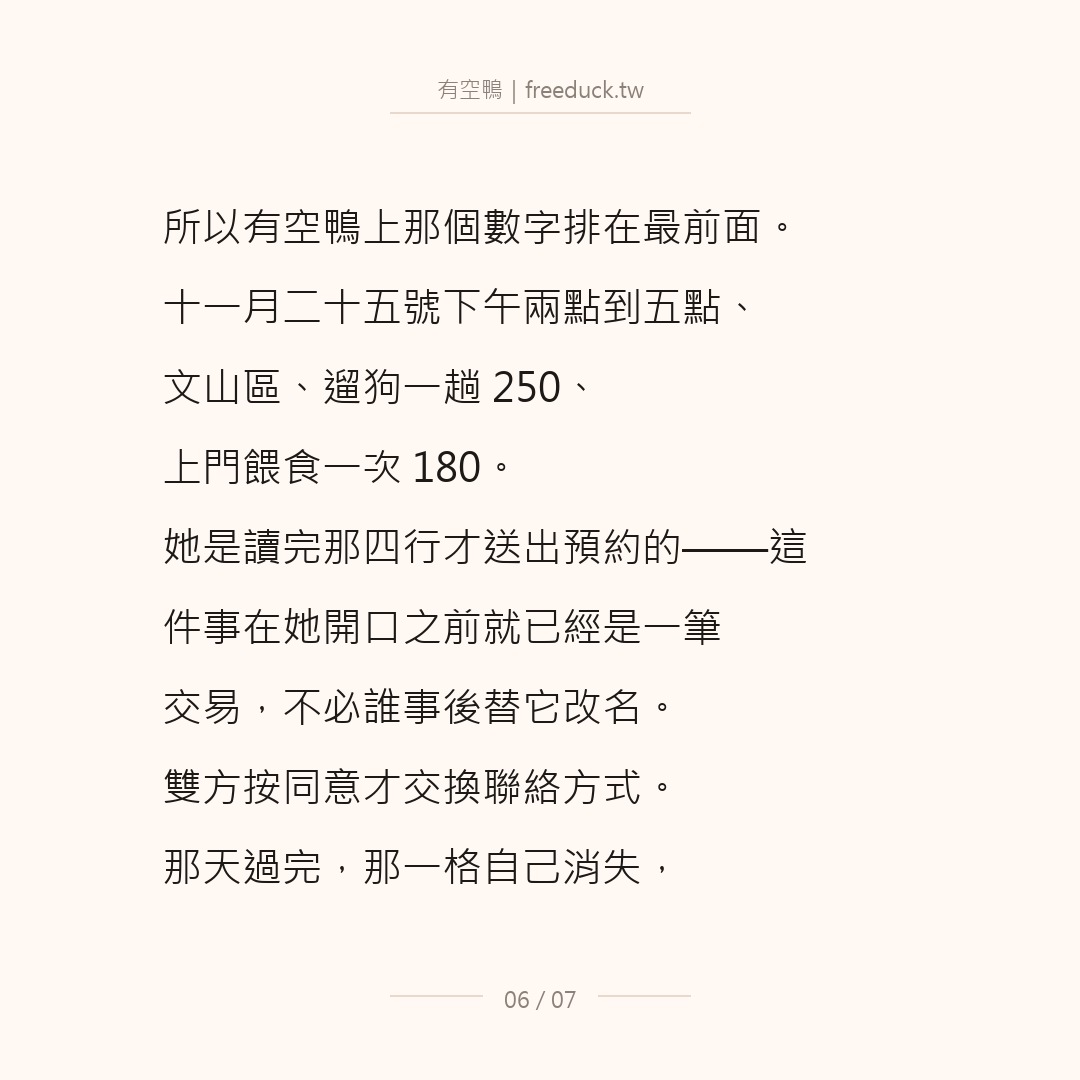 有空鴨｜freeduck.tw
所以有空鴨上那個數字排在最前面。
十一月二十五號下午兩點到五點、
文山區、遛狗一趟 250、
上門餵食一次 180。
她是讀完那四行才送出預約的——這
件事在她開口之前就已經是一筆
交易，不必誰事後替它改名。
雙方按同意才交換聯絡方式。
那天過完，那一格自己消失，
06 / 07